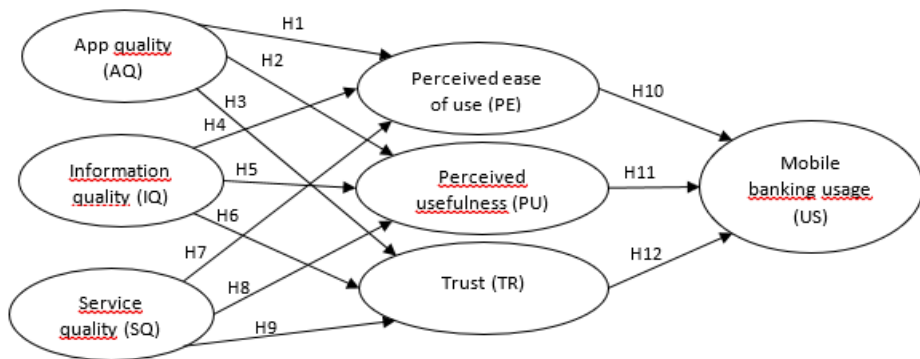 App quality
(AQ)
H1
H2
H3
Perceived ease
of use (PE)
H10
H4
Information
quality (IQ)
H5
Perceived
usefulness (PU)
H11
Mobile
banking usage
(US)
H6
H7
Trust (TR)
H12
H8
Service
quality (SQ)
H9